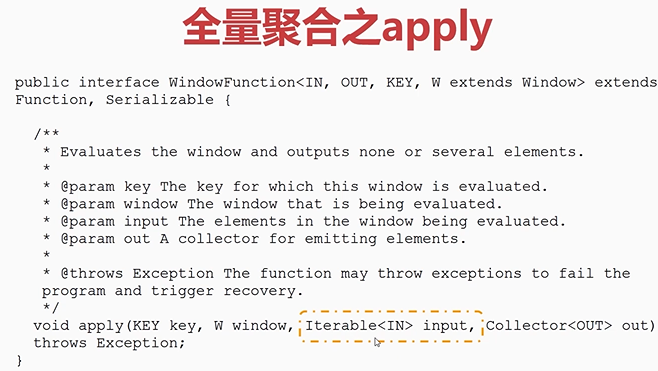 全量聚合之apply
public interface WindowFunction<IN, OUT, KEY, W extends Window> extends
Function, Serializable {
/**
* Evaluates the window and outputs none or several elements.
*
* @param key The key for which this window is evaluated.
* @param window The window that is being evaluated.
* @param input The elements in the window being evaluated.
* @param out A collector for emitting elements.
*
* @throws Exception The function may throw exceptions to fail the
program and trigger recovery.
*/
void apply(KEY key, W window, Iterable<IN> input, Collector<OUT> out)
throws Exception;
}